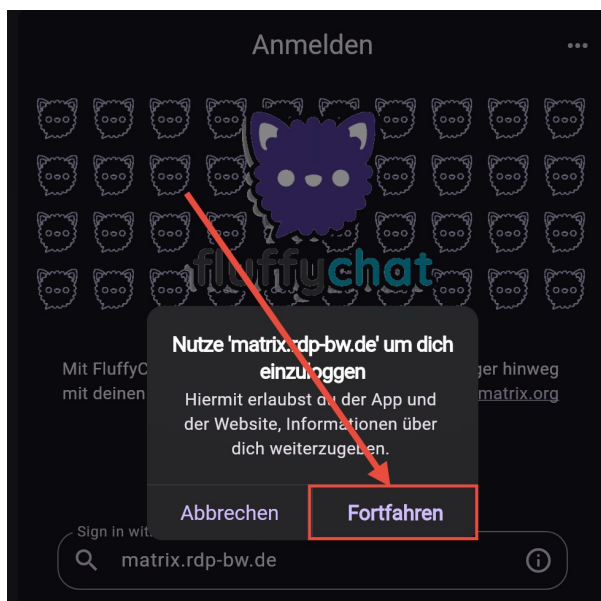 Anmelden
fluffychat
Nutze 'matrix.rdp-bw.de' um dich
einzuloggen
Mit FluffyC
ger hinweg
mit deinen
matrix.org
Hiermit erlaubst du der App und
der Website, Informationen über
dich weiterzugeben.
Abbrechen
Fortfahren
Sign in wit
matrix.rdp-bw.de